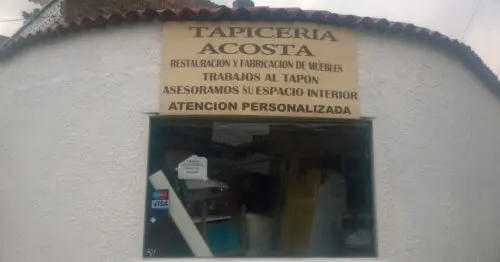 TAPICERIA
ACOSTA
RESTAURACION Y FABRICACION DE MUEBLES
TRABAJOS AL TAPON
ASESORAMOS SU ESPACIO INTERIOR
ATENCION PERSONALIZADA
VISA